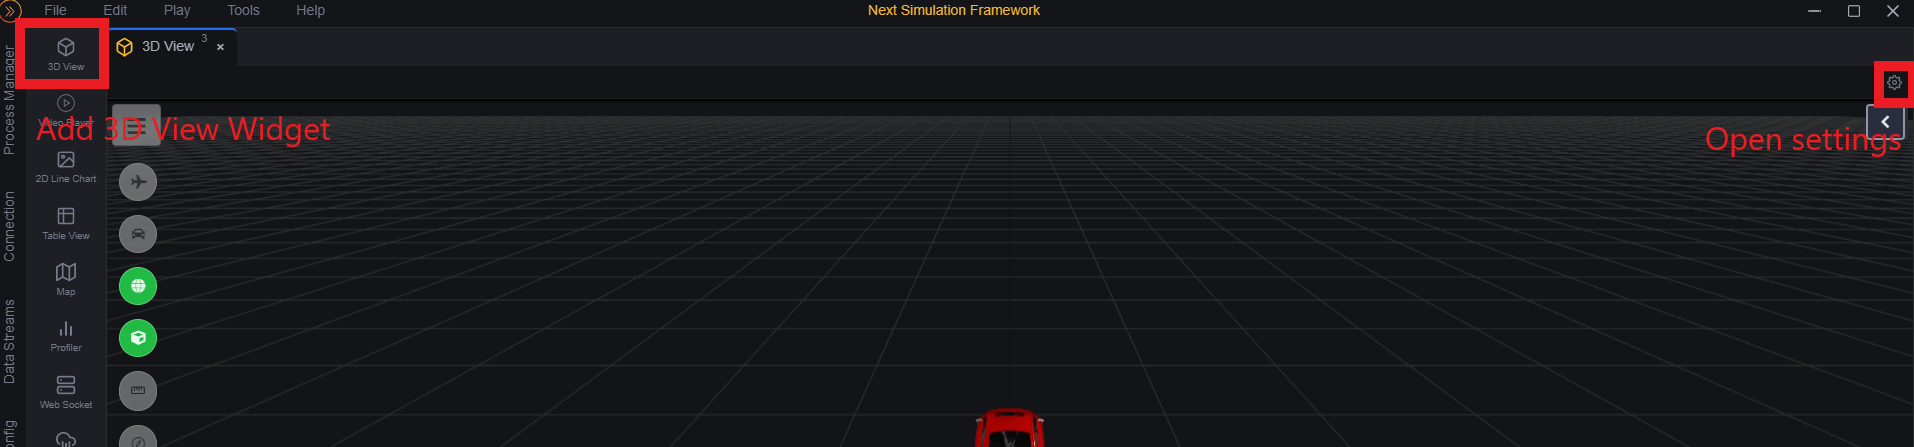 File Edit Play Tools Help
Next Simulation Framework
3D View
3D View 3
Process Manager
Video Player
Add 3D View Widget
Open settings
2D Line Chart
Connection
Table View
Map
Data Streams
Profiler
Web Socket